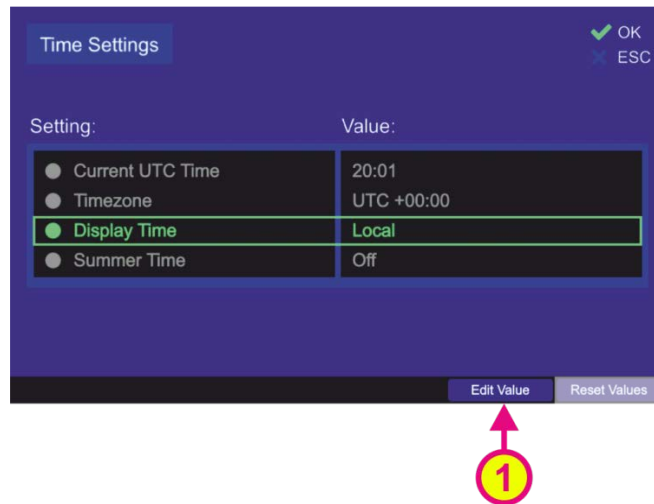 Time Settings
OK
ESC
Setting: Value:
Current UTC Time 20:01
Timezone UTC +00:00
Display Time Local
Summer Time Off
Edit Value Reset Values
1